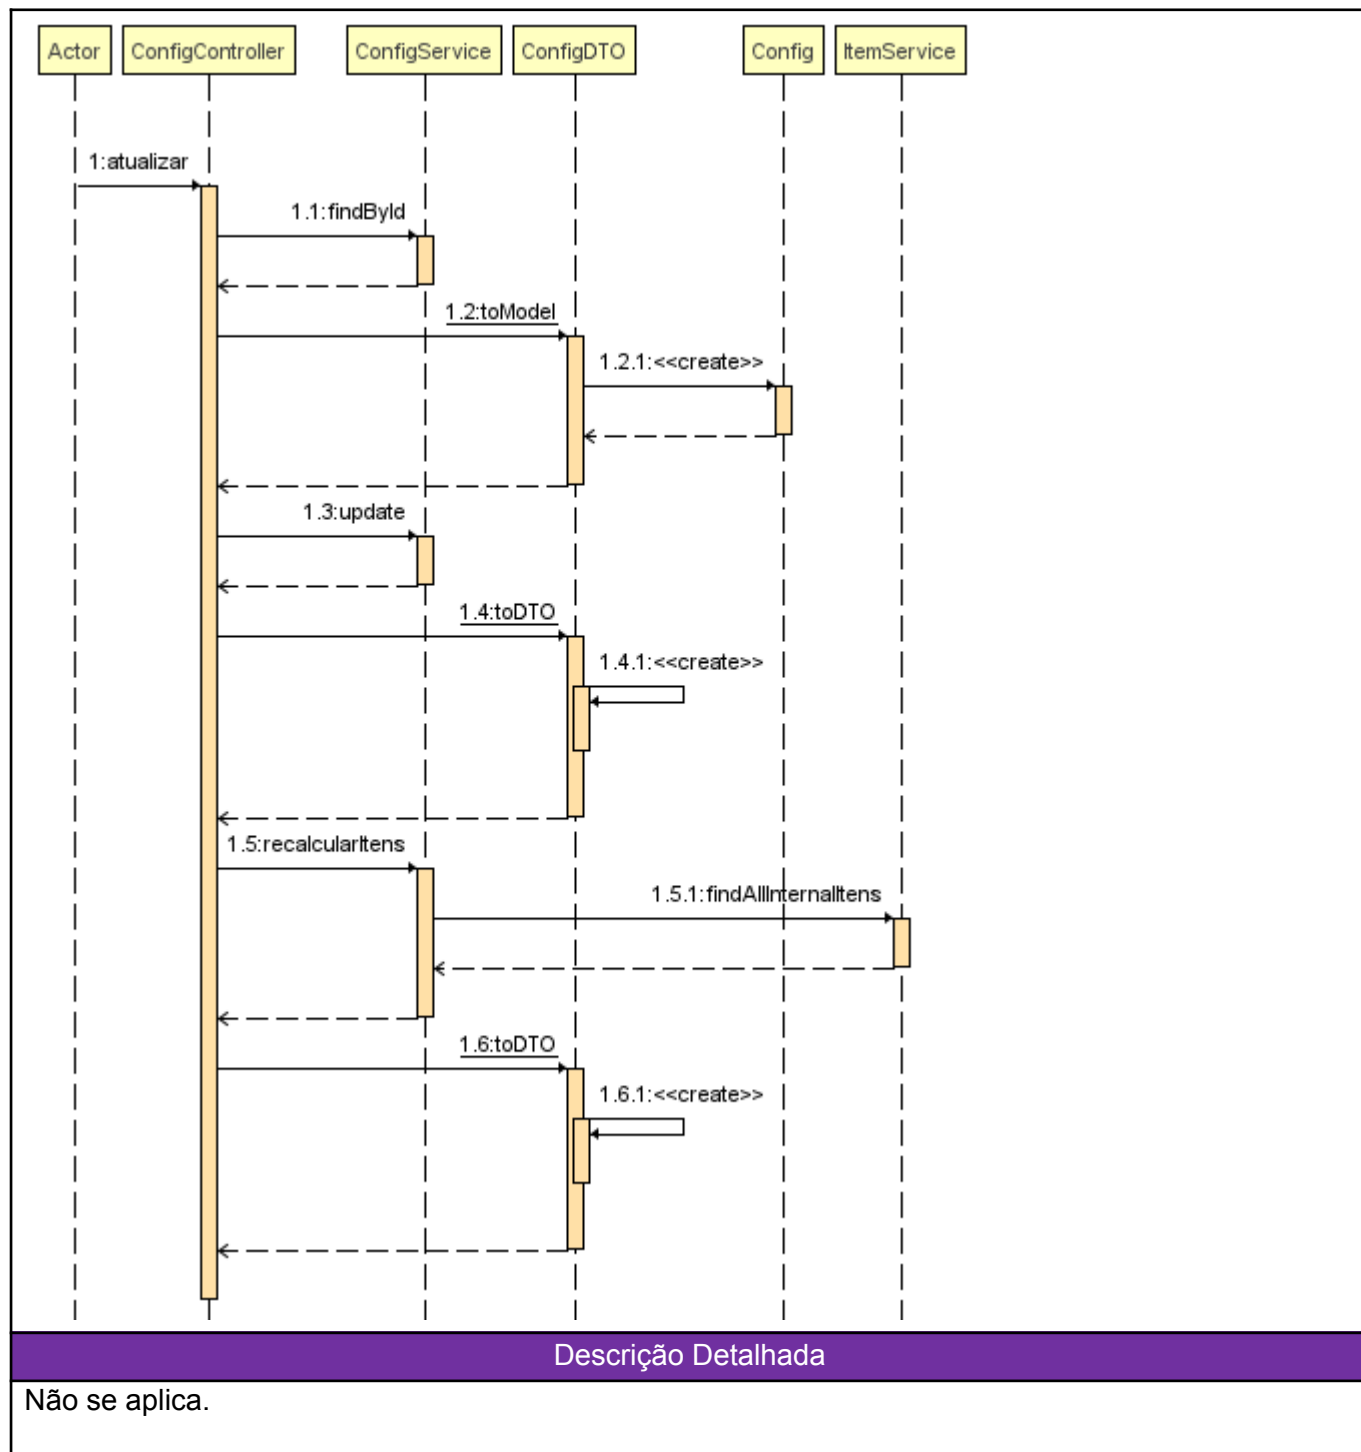 Actor ConfigController ConfigService ConfigDTO Config ItemService
1:atualizar
1.1:findById
1.2:toModel
1.2.1:<<create>>
1.3:update
1.4:toDTO
1.4.1:<<create>>
1.5:recalcularItens
1.5.1:findAllInternalItens
1.6:toDTO
1.6.1:<<create>>
Descrição Detalhada
Não se aplica.